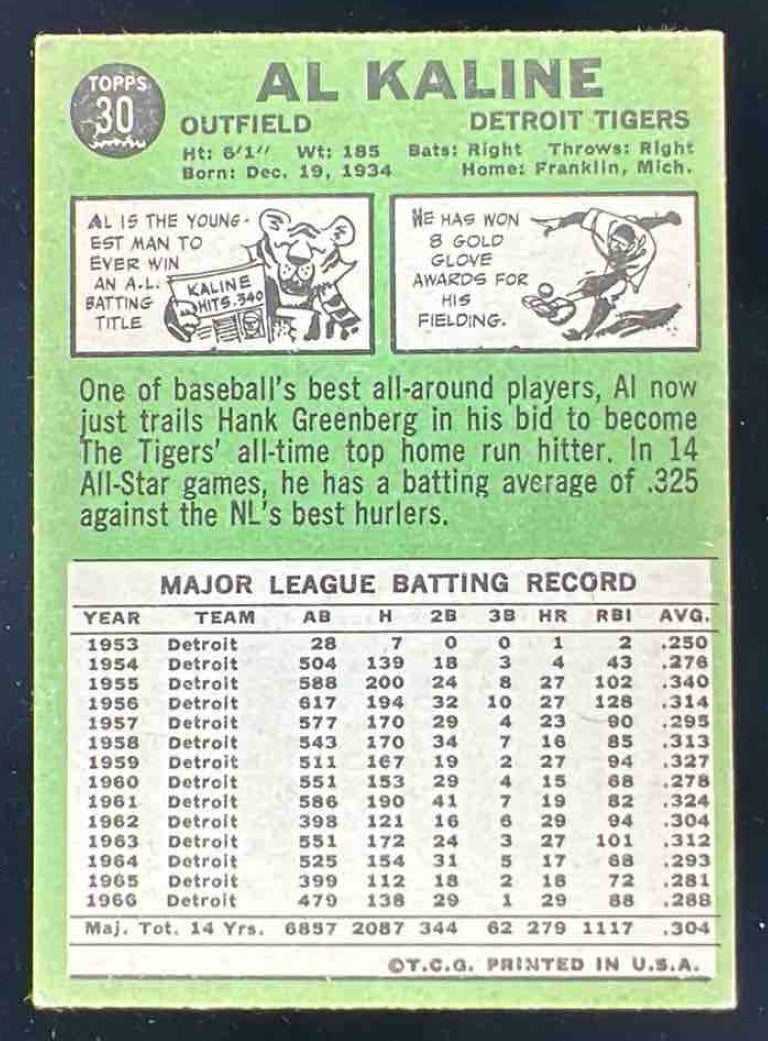 TOPPS
30
AL KALINE
OUTFIELD DETROIT TIGERS
Ht: 6'1" Wt: 185 Bats: Right Throws: Right
Born: Dec. 19, 1934 Home: Franklin, Mich.
AL IS THE YOUNG-
EST MAN TO
EVER WIN
AN A.L.
BATTING
TITLE
KALINE
HITS .340
HE HAS WON
8 GOLD
GLOVE
AWARDS FOR
HIS
FIELDING.
One of baseball's best all-around players, Al now
just trails Hank Greenberg in his bid to become
The Tigers' all-time top home run hitter. In 14
All-Star games, he has a batting average of .325
against the NL's best hurlers.
MAJOR LEAGUE BATTING RECORD
YEAR TEAM AB H 2B 3B HR RBI AVG.
1953 Detroit 28 7 0 0 1 2 .250
1954 Detroit 504 139 18 3 4 43 .276
1955 Detroit 588 200 24 8 27 102 .340
1956 Detroit 617 194 32 10 27 128 .314
1957 Detroit 577 170 29 4 23 90 .295
1958 Detroit 543 170 34 7 16 85 .313
1959 Detroit 511 167 19 2 27 94 .327
1960 Detroit 551 153 29 4 15 68 .278
1961 Detroit 586 190 41 7 19 82 .324
1962 Detroit 398 121 16 6 29 94 .304
1963 Detroit 551 172 24 3 27 101 .312
1964 Detroit 525 154 31 5 17 68 .293
1965 Detroit 399 112 18 2 18 72 .281
1966 Detroit 479 138 29 1 29 88 .288
Maj. Tot. 14 Yrs. 6857 2087 344 62 279 1117 .304
©T.C.G. PRINTED IN U.S.A.